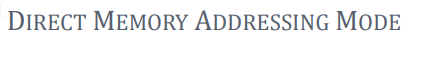 DIRECT MEMORY ADDRESSING MODE